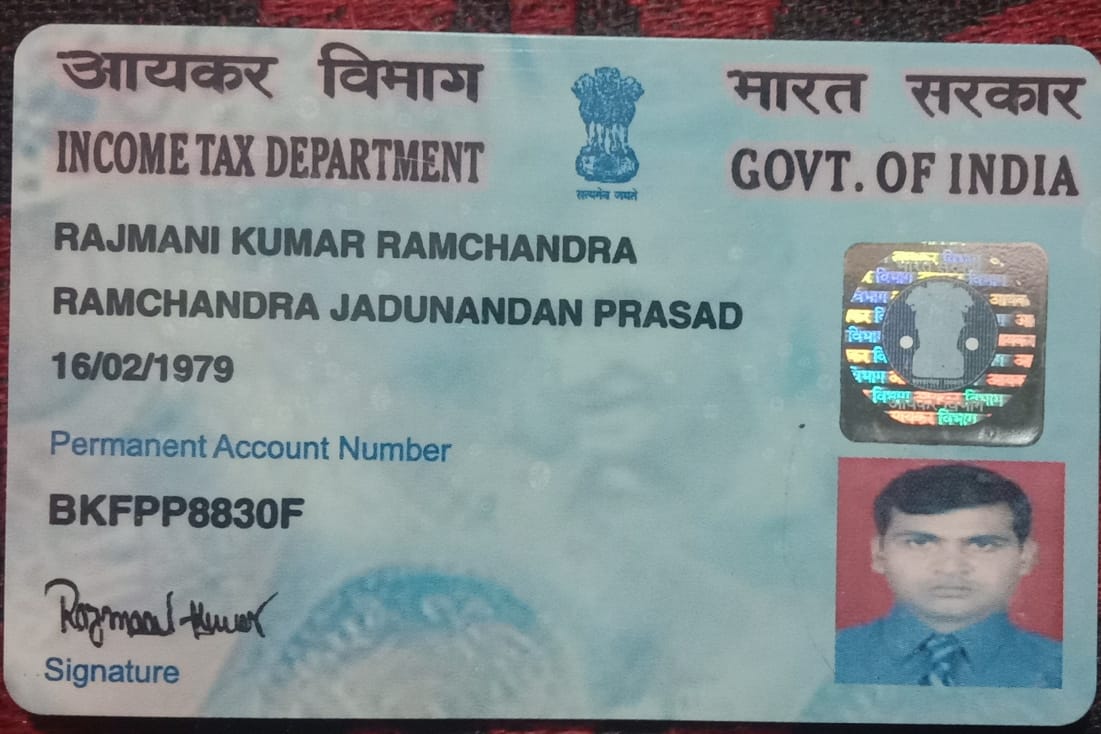 आयकर विभाग
INCOME TAX DEPARTMENT
सत्यमेव जयते
भारत सरकार
GOVT. OF INDIA
RAJMANI KUMAR RAMCHANDRA
RAMCHANDRA JADUNANDAN PRASAD
16/02/1979
Permanent Account Number
BKFPP8830F
Rajmani Kumar
Signature